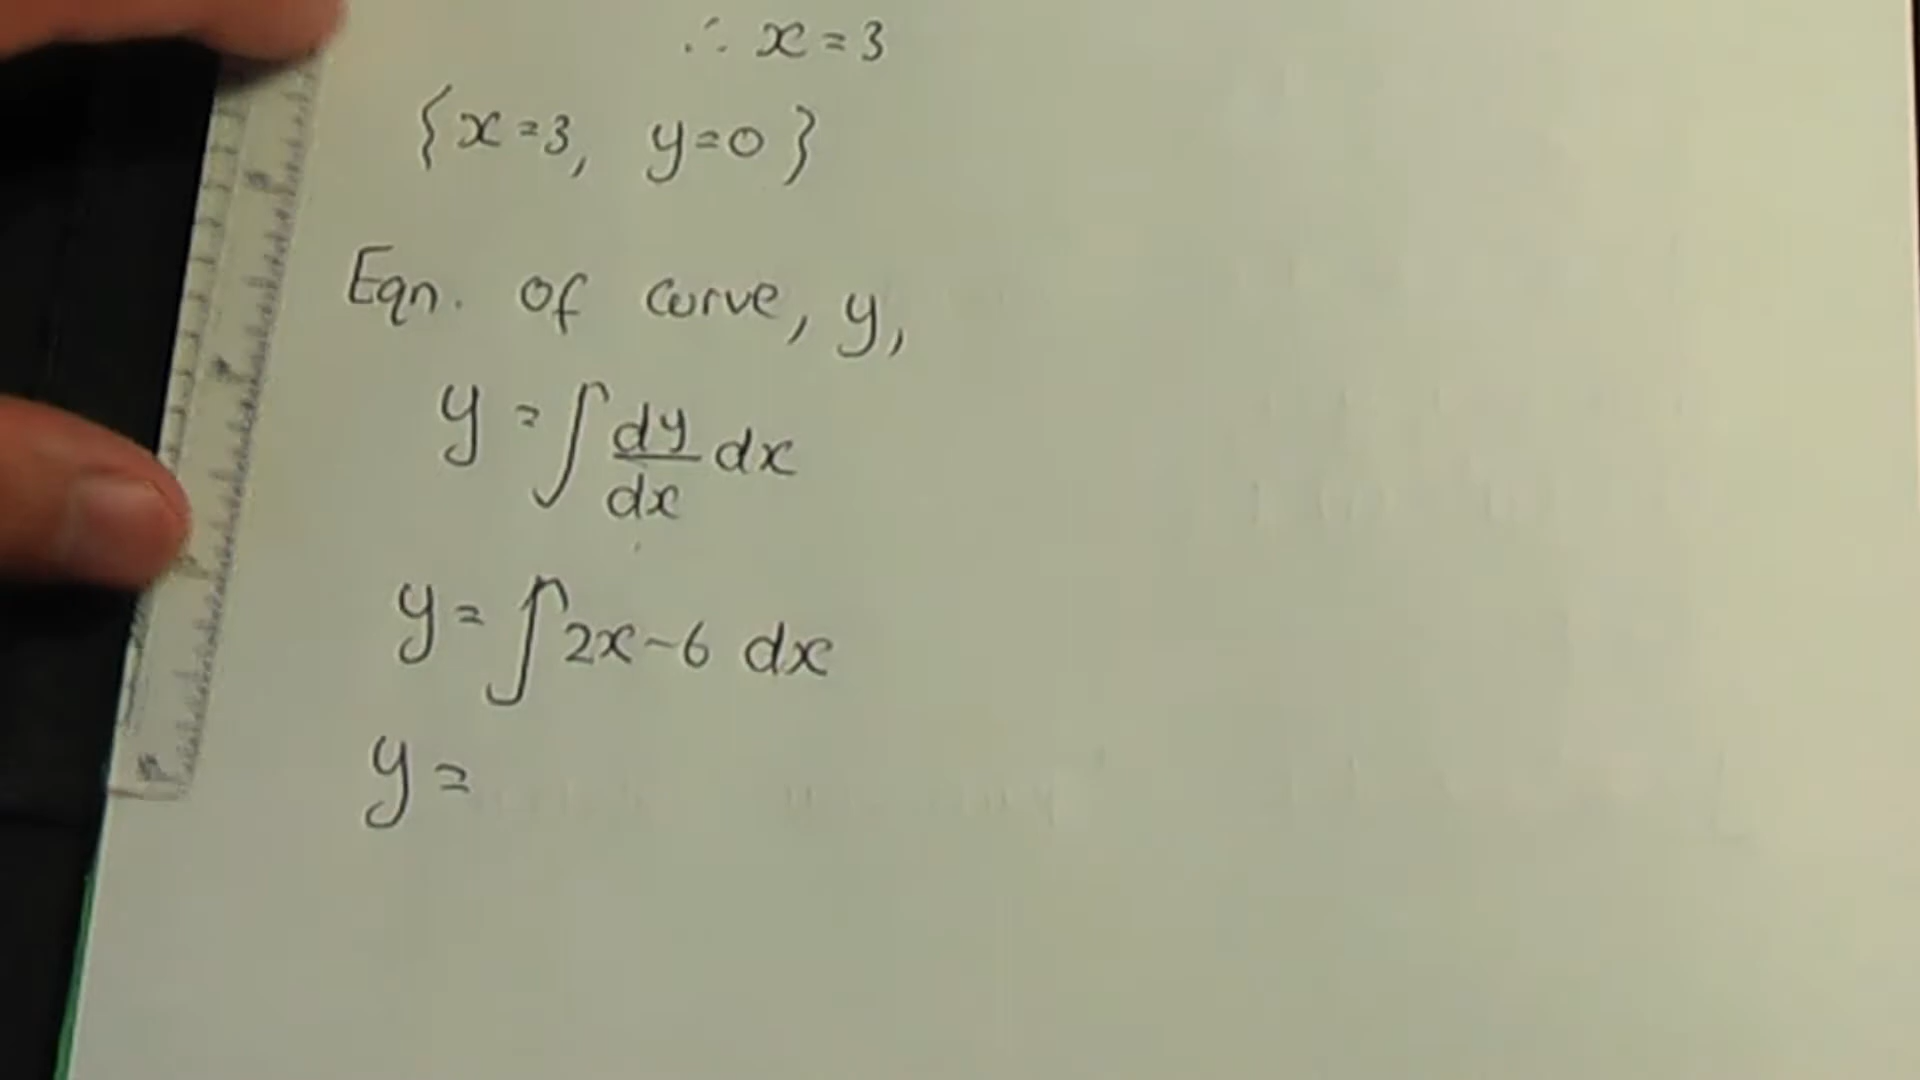 ∴ x = 3
{x = 3, y = 0}
Eqn. of curve, y,
y = ∫ dy/dx dx
y = ∫ 2x - 6 dx
y =